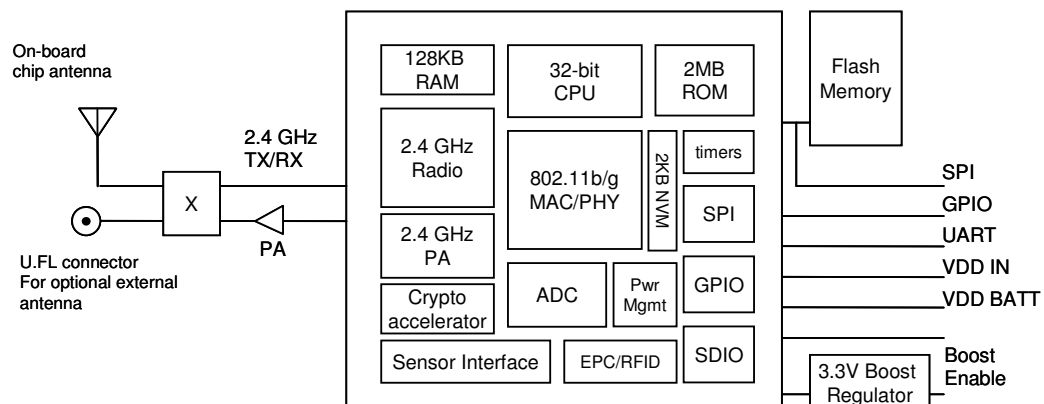 On-board
chip antenna
2.4 GHz
TX/RX
X
PA
U.FL connector
For optional external
antenna
128KB
RAM
32-bit
CPU
2MB
ROM
2.4 GHz
Radio
802.11b/g
MAC/PHY
2KB NVM
timers
SPI
2.4 GHz
PA
ADC
Pwr
Mgmt
GPIO
Crypto
accelerator
Sensor Interface
EPC/RFID
SDIO
Flash
Memory
SPI
GPIO
UART
VDD IN
VDD BATT
Boost
Enable
3.3V Boost
Regulator